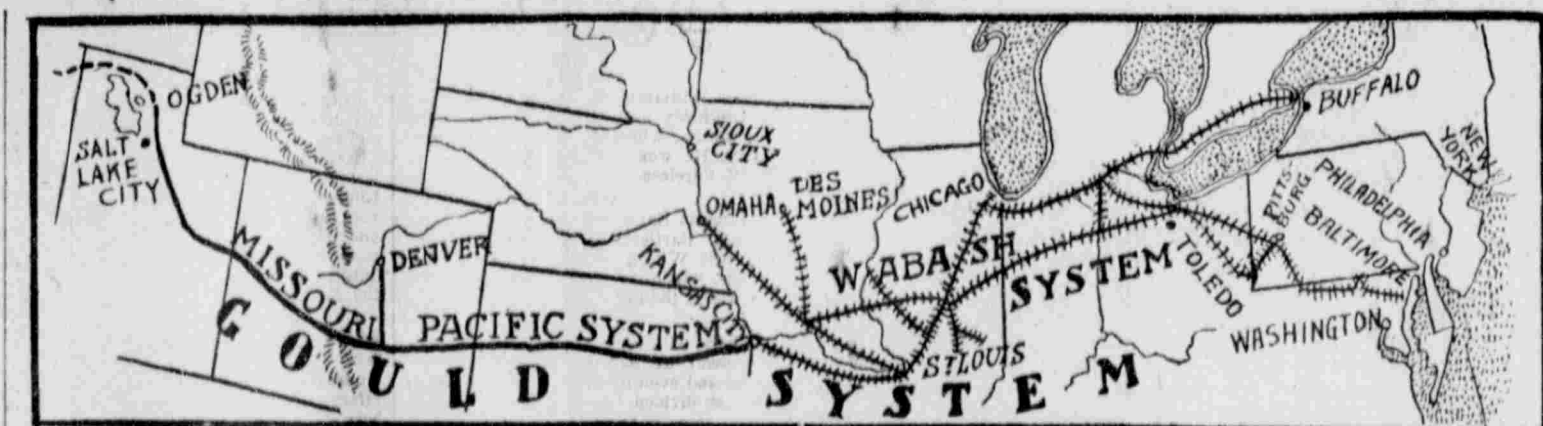 OGDEN
SALT
LAKE
CITY
MISSOURI
PACIFIC SYSTEM
DENVER
SIOUX
CITY
OMAHA
DES
MOINES
KANSAS CY
CHICAGO
WABASH
SYSTEM
ST LOUIS
TOLEDO
BUFFALO
PITTS-
BURG
PHILADELPHIA
BALTIMORE
NEW
YORK
WASHINGTON
GOULD SYSTEM